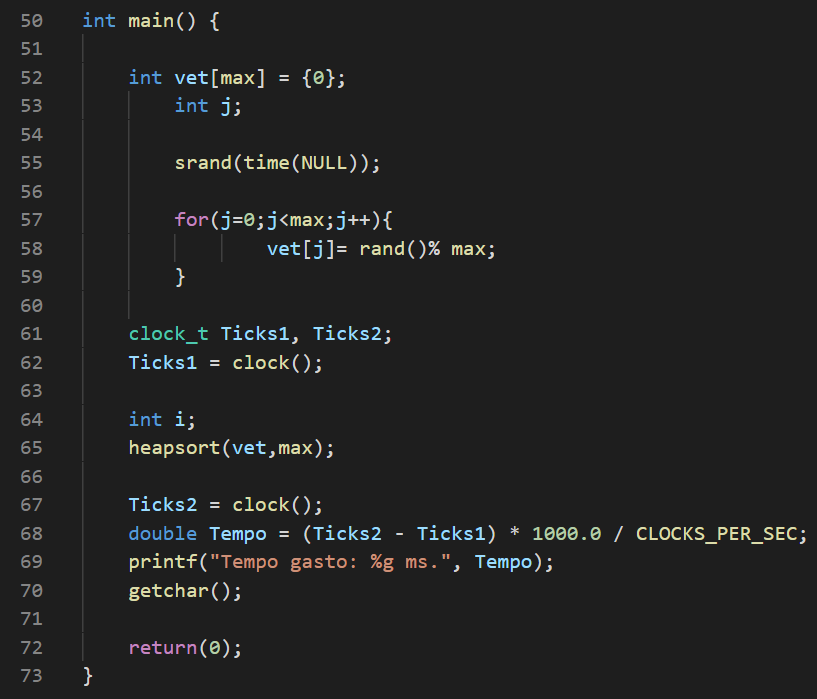 50 int main() {
51
52 int vet[max] = {0};
53 int j;
54
55 srand(time(NULL));
56
57 for(j=0;j<max;j++){
58 vet[j]= rand()% max;
59 }
60
61 clock_t Ticks1, Ticks2;
62 Ticks1 = clock();
63
64 int i;
65 heapsort(vet,max);
66
67 Ticks2 = clock();
68 double Tempo = (Ticks2 - Ticks1) * 1000.0 / CLOCKS_PER_SEC;
69 printf("Tempo gasto: %g ms.", Tempo);
70 getchar();
71
72 return(0);
73 }